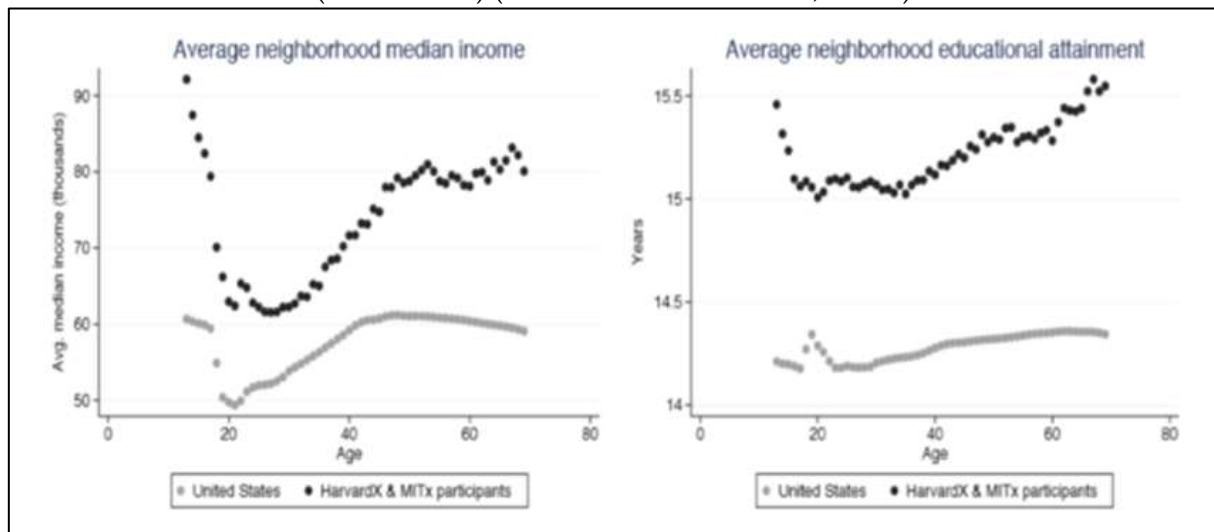 Average neighborhood median income
Avg. median income (thousands)
90
80
70
60
50
0 20 40 60 80
Age
United States HarvardX & MITx participants
Average neighborhood educational attainment
Years
15.5
15
14.5
14
0 20 40 60 80
Age
United States HarvardX & MITx participants